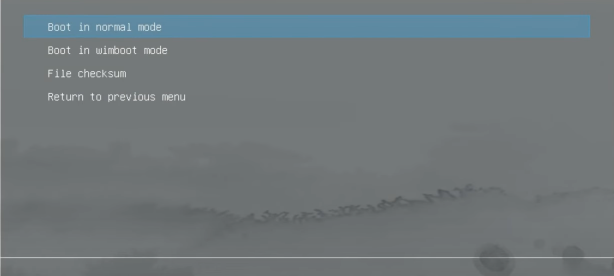 Boot in normal mode
Boot in wimboot mode
File checksum
Return to previous menu